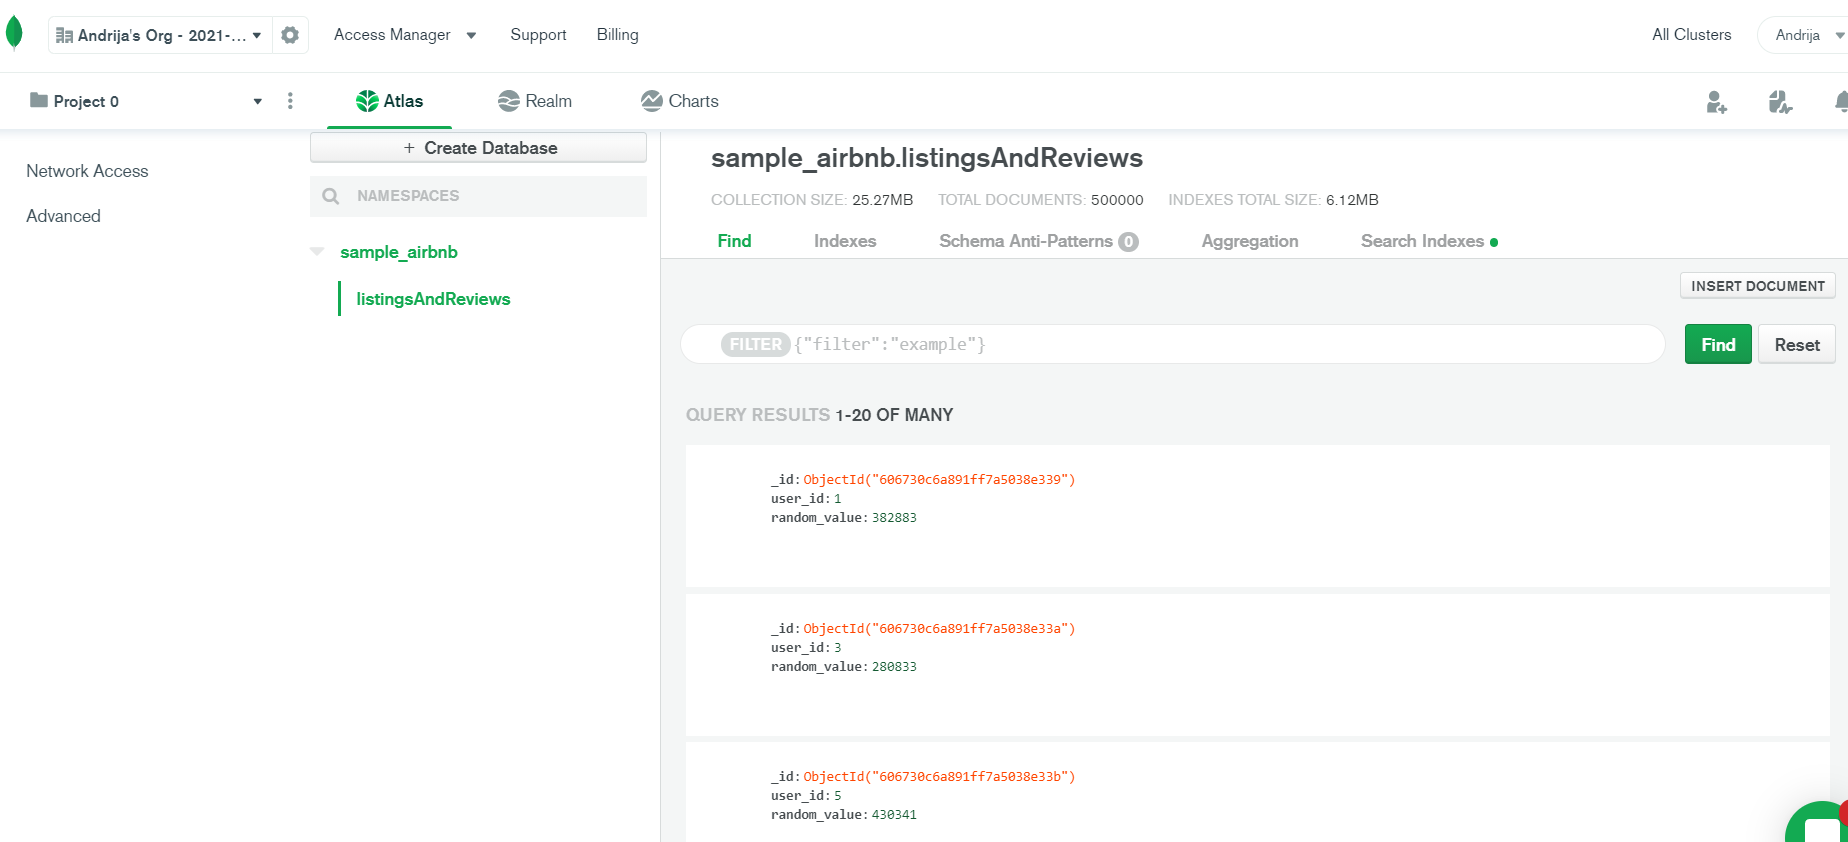 Andrija's Org - 2021-...
Access Manager
Support
Billing
All Clusters
Andrija
Project 0
Atlas
Realm
Charts
Network Access
Advanced
+ Create Database
NAMESPACES
sample_airbnb
listingsAndReviews
sample_airbnb.listingsAndReviews
COLLECTION SIZE: 25.27MB TOTAL DOCUMENTS: 500000 INDEXES TOTAL SIZE: 6.12MB
Find
Indexes
Schema Anti-Patterns 0
Aggregation
Search Indexes
INSERT DOCUMENT
FILTER {"filter":"example"}
Find
Reset
QUERY RESULTS 1-20 OF MANY
_id: ObjectId("606730c6a891ff7a5038e339")
user_id: 1
random_value: 382883
_id: ObjectId("606730c6a891ff7a5038e33a")
user_id: 3
random_value: 280833
_id: ObjectId("606730c6a891ff7a5038e33b")
user_id: 5
random_value: 430341